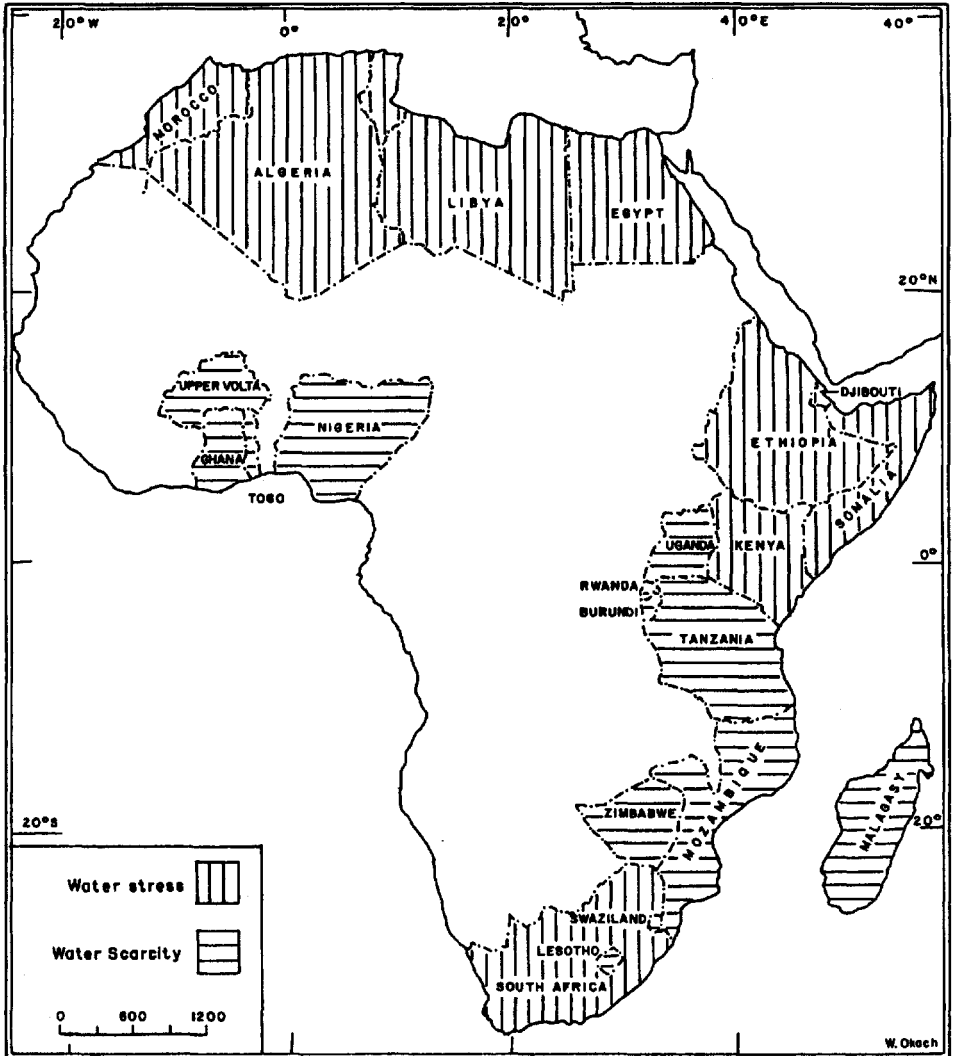 20°W
0°
20°
40°E
MOROCCO
ALGERIA
LIBYA
EGYPT
20°N
UPPER VOLTA
DJIBOUTI
NIGERIA
ETHIOPIA
GHANA
SOMALIA
TOGO
UGANDA
KENYA
0°
RWANDA
BURUNDI
TANZANIA
MOZAMBIQUE
MALAGASY
ZIMBABWE
20°S
20°
Water stress
SWAZILAND
Water Scarcity
LESOTHO
SOUTH AFRICA
0 600 1200
W. Okach